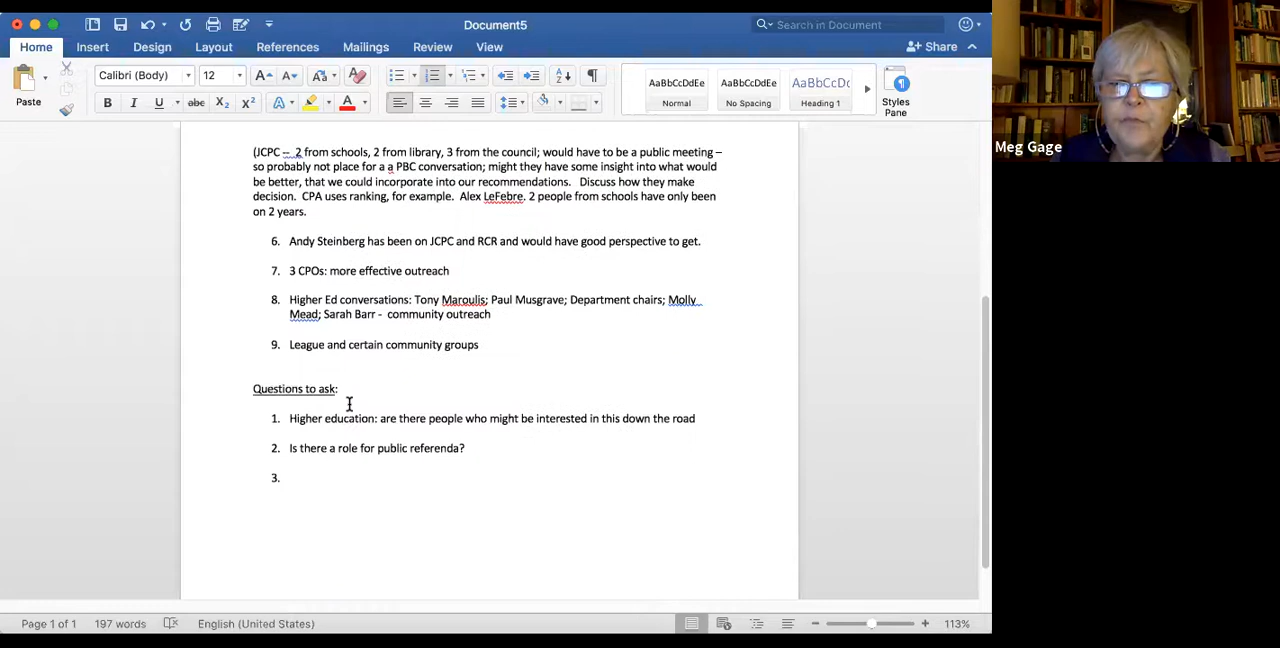 Document5
Search in Document
Home Insert Design Layout References Mailings Review View
Share
Paste
Calibri (Body) 12
AaBbCcDdEe AaBbCcDdEe AaBbCcDc
Normal No Spacing Heading 1
Styles Pane
Meg Gage
(JCPC – 2 from schools, 2 from library, 3 from the council; would have to be a public meeting –
so probably not place for a a PBC conversation; might they have some insight into what would
be better, that we could incorporate into our recommendations. Discuss how they make
decision. CPA uses ranking, for example. Alex LeFebre. 2 people from schools have only been
on 2 years.
6. Andy Steinberg has been on JCPC and RCR and would have good perspective to get.
7. 3 CPOs: more effective outreach
8. Higher Ed conversations: Tony Maroulis; Paul Musgrave; Department chairs; Molly
Mead; Sarah Barr - community outreach
9. League and certain community groups
Questions to ask:
1. Higher education: are there people who might be interested in this down the road
2. Is there a role for public referenda?
3.
Page 1 of 1 197 words English (United States) 113%